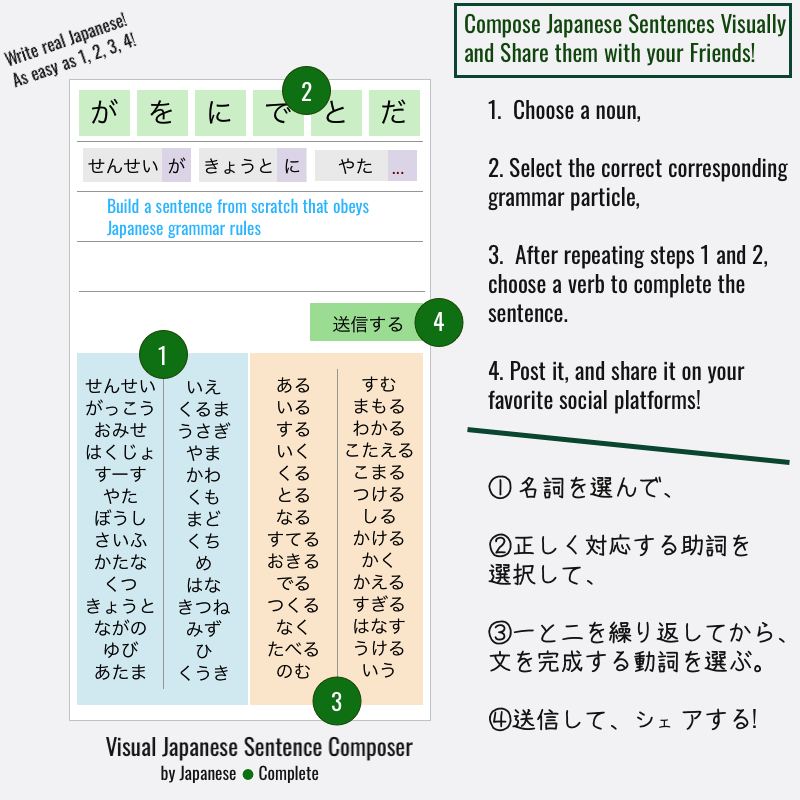 Write real Japanese!
As easy as 1, 2, 3, 4!
Compose Japanese Sentences Visually
and Share them with your Friends!
2
が を に で と だ
せんせい が きょうと に やた ...
Build a sentence from scratch that obeys
Japanese grammar rules
送信する
4
1
せんせい
がっこう
おみせ
はくじょ
すーす
やた
ぼうし
さいふ
かたな
くつ
きょうと
ながの
ゆび
あたま
いえ
くるま
うさぎ
やま
かわ
くも
まど
くち
め
はな
きつね
みず
ひ
くうき
ある
いる
する
いく
くる
とる
なる
すてる
おきる
でる
つくる
なく
たべる
のむ
すむ
まもる
わかる
こたえる
こまる
つける
しる
かける
かく
かえる
すぎる
はなす
うける
いう
3
Visual Japanese Sentence Composer
by Japanese Complete
1. Choose a noun,
2. Select the correct corresponding
grammar particle,
3. After repeating steps 1 and 2,
choose a verb to complete the
sentence.
4. Post it, and share it on your
favorite social platforms!
① 名詞を選んで、
②正しく対応する助詞を
選択して、
③一と二を繰り返してから、
文を完成する動詞を選ぶ。
④送信して、シェアする!